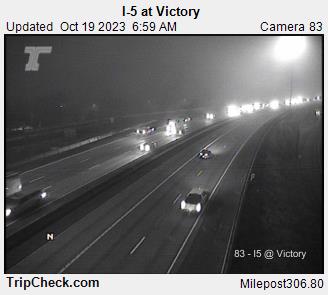 I-5 at Victory
Updated Oct 19 2023 6:59 AM Camera 83
T
N
83 - I5 @ Victory
TripCheck.com Milepost306.80